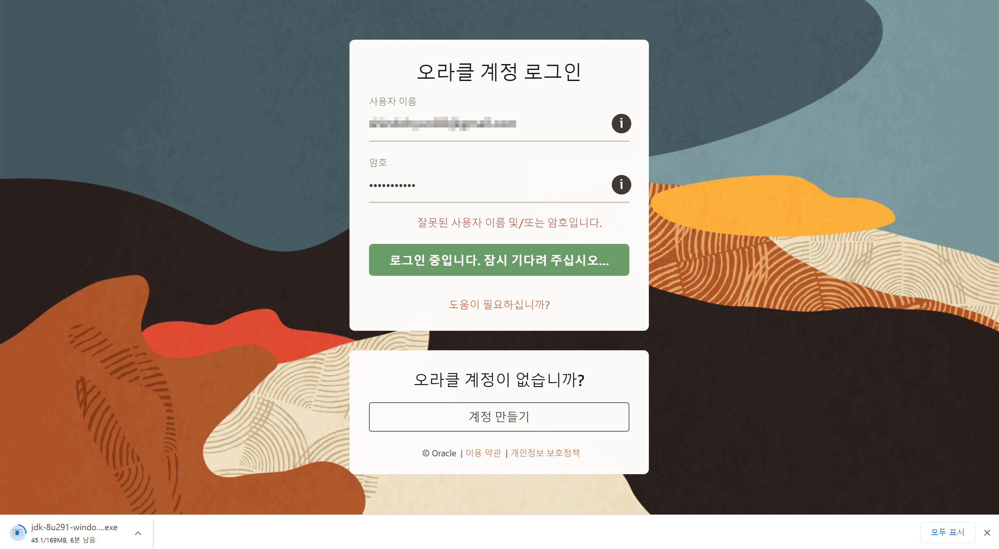 오라클 계정 로그인
사용자 이름
암호
•••••••••••
잘못된 사용자 이름 및/또는 암호입니다.
로그인 중입니다. 잠시 기다려 주십시오...
도움이 필요하십니까?
오라클 계정이 없습니까?
계정 만들기
© Oracle | 이용 약관 | 개인정보 보호정책
jdk-8u291-windo....exe
45.1/169MB, 6분 남음
모두 표시